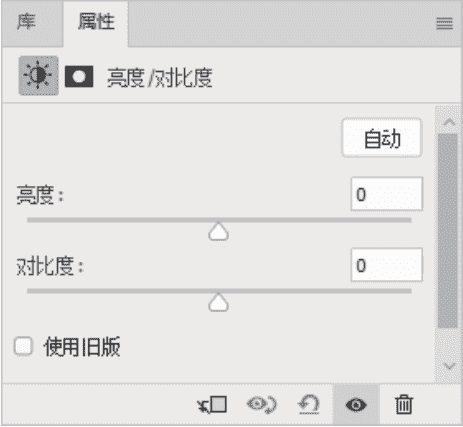 库 属性
亮度/对比度
自动
亮度: 0
对比度: 0
使用旧版